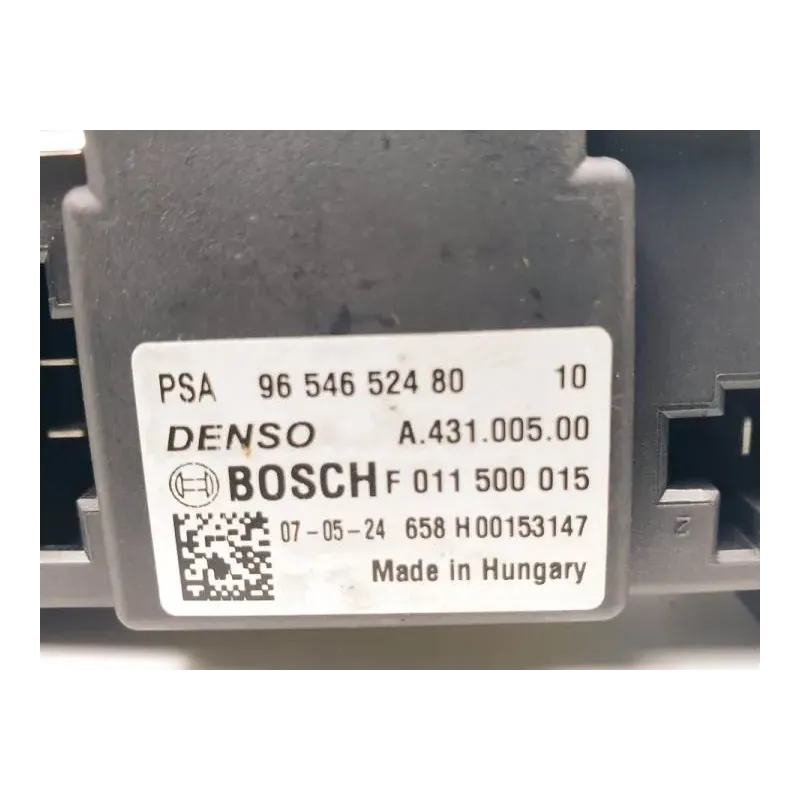 PSA 96 546 524 80 10
DENSO A.431.005.00
BOSCH F 011 500 015
07-05-24 658 H00153147
Made in Hungary
2